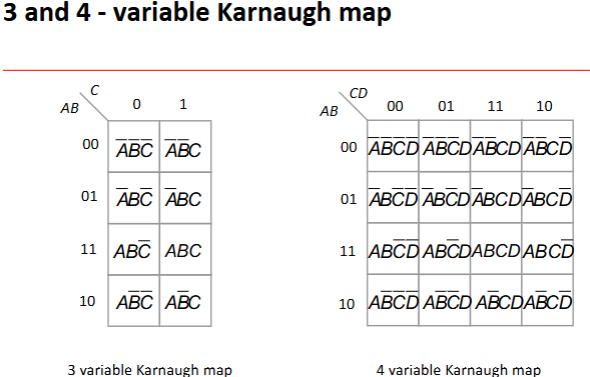 3 and 4 - variable Karnaugh map
C
AB 0 1
00 A̅B̅C̅ A̅B̅C
01 A̅BC̅ A̅BC
11 ABC̅ ABC
10 AB̅C̅ AB̅C
3 variable Karnaugh map
CD
AB 00 01 11 10
00 A̅B̅C̅D̅ A̅B̅C̅D A̅B̅CD A̅B̅CD̅
01 A̅BC̅D̅ A̅BC̅D A̅BCD A̅BCD̅
11 ABC̅D̅ ABC̅D ABCD ABCD̅
10 AB̅C̅D̅ AB̅C̅D AB̅CD AB̅CD̅
4 variable Karnaugh map